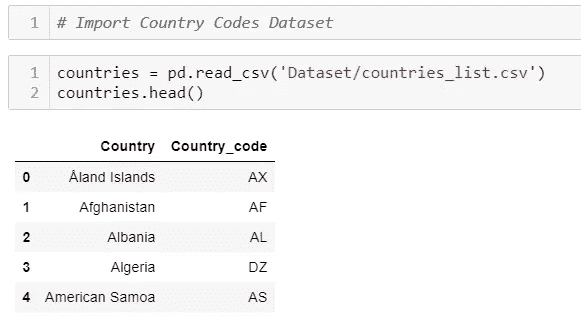 1 # Import Country Codes Dataset
1 countries = pd.read_csv('Dataset/countries_list.csv')
2 countries.head()
Country Country_code
0 Åland Islands AX
1 Afghanistan AF
2 Albania AL
3 Algeria DZ
4 American Samoa AS